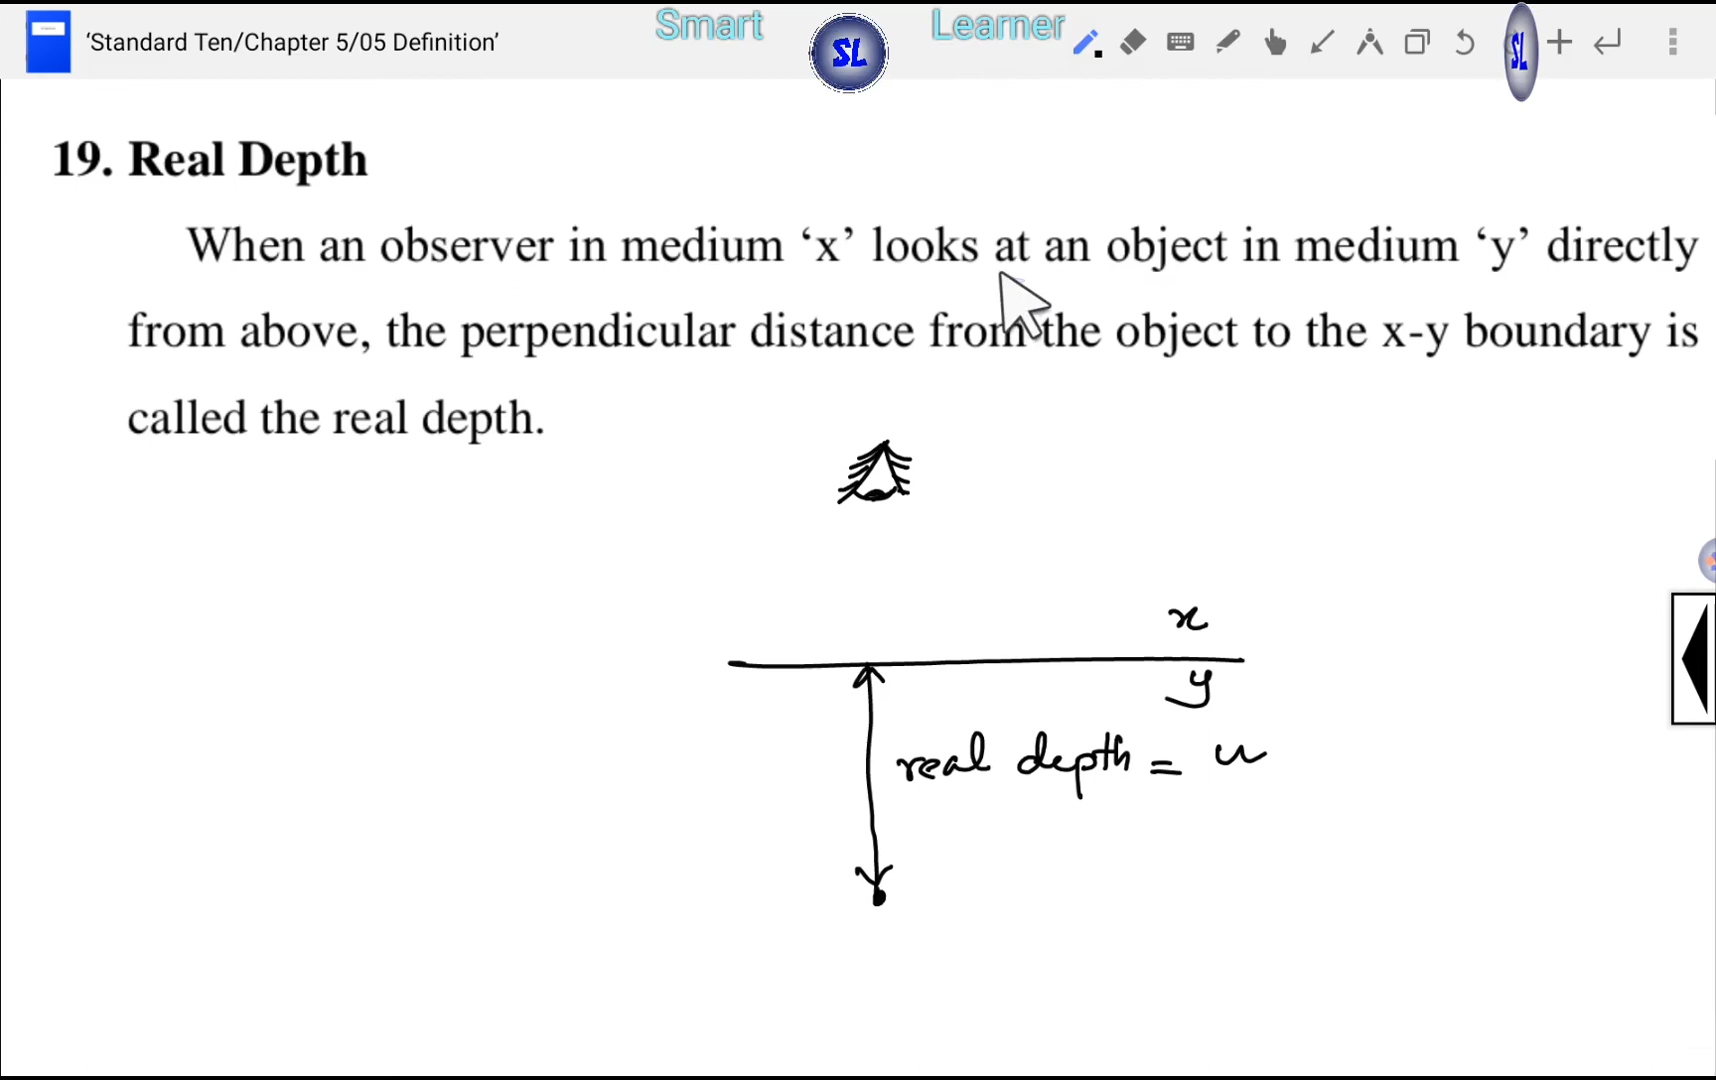 ‘Standard Ten/Chapter 5/05 Definition’
Smart SL Learner
SL
19. Real Depth
When an observer in medium ‘x’ looks at an object in medium ‘y’ directly
from above, the perpendicular distance from the object to the x-y boundary is
called the real depth.
x
y
real depth = u